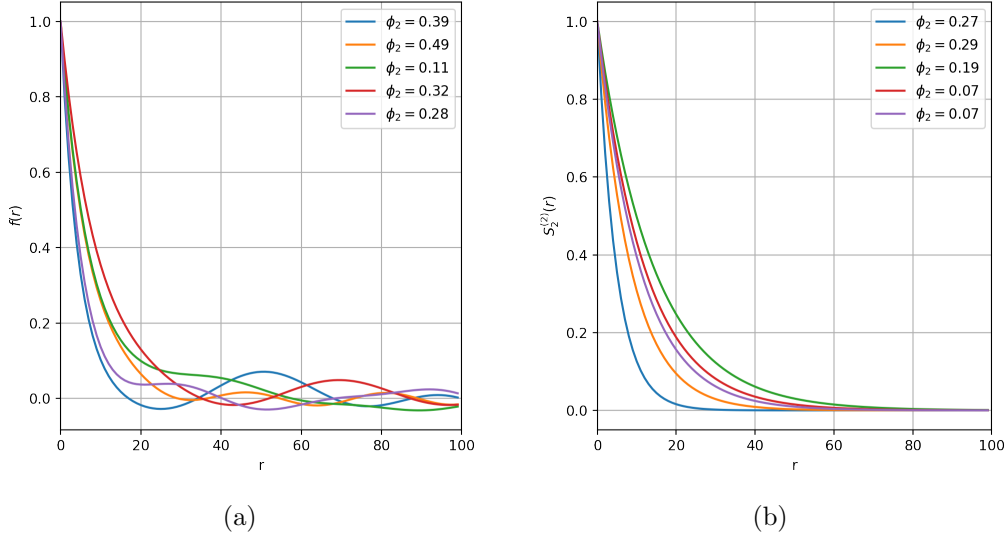 1.0
0.8
0.6
0.4
0.2
0.0
f(r)
0 20 40 60 80 100
r
ϕ₂ = 0.39
ϕ₂ = 0.49
ϕ₂ = 0.11
ϕ₂ = 0.32
ϕ₂ = 0.28
(a)
1.0
0.8
0.6
0.4
0.2
0.0
S₂⁽²⁾(r)
0 20 40 60 80 100
r
ϕ₂ = 0.27
ϕ₂ = 0.29
ϕ₂ = 0.19
ϕ₂ = 0.07
ϕ₂ = 0.07
(b)